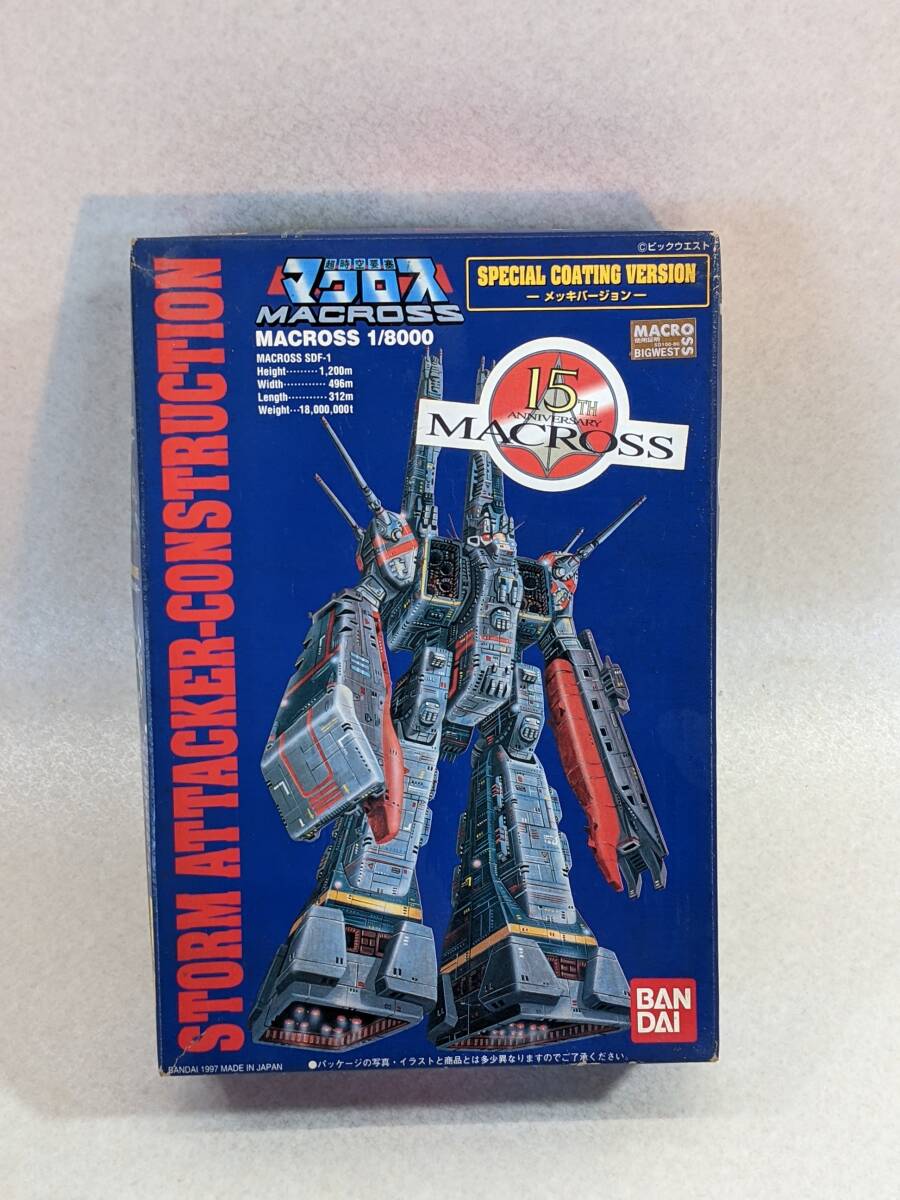 ©ビックウエスト
超時空要塞
マクロス
MACROSS
SPECIAL COATING VERSION
— メッキバージョン —
MACROSS 1/8000
MACROSS SDF-1
Height·········1,200m
Width············496m
Length···········312m
Weight···18,000,000t
MACROSS
使用証明
BIGWEST
15TH
ANNIVERSARY
MACROSS
STORM ATTACKER-CONSTRUCTION
BAN
DAI
BANDAI 1997 MADE IN JAPAN
●パッケージの写真・イラストと商品とは多少異なりますのでご了承ください。